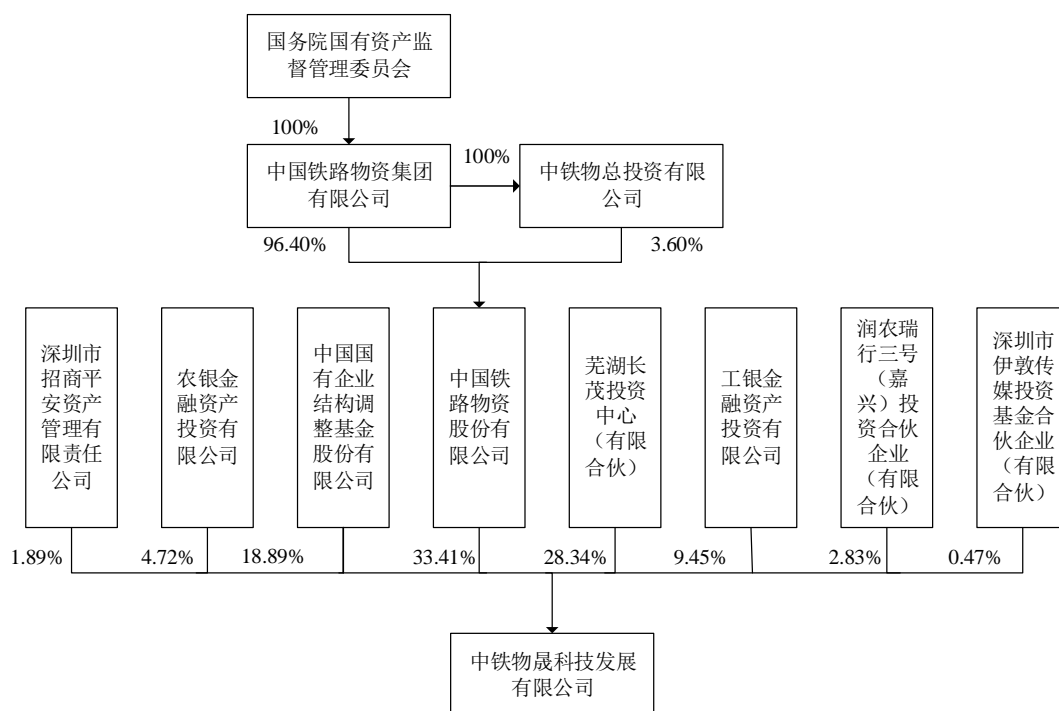 国务院国有资产监
督管理委员会
100%
中国铁路物资集团
有限公司
100%
中铁物总投资有限
公司
96.40%
3.60%
深圳市
招商平
安资产
管理有
限责任
公司
农银金
融资产
投资有
限公司
中国国
有企业
结构调
整基金
股份有
限公司
中国铁
路物资
股份有
限公司
芜湖长
茂投资
中心
（有限
合伙）
工银金
融资产
投资有
限公司
润农瑞
行三号
（嘉
兴）投
资合伙
企业
（有限
合伙）
深圳市
伊敦传
媒投资
基金合
伙企业
（有限
合伙）
1.89%
4.72%
18.89%
33.41%
28.34%
9.45%
2.83%
0.47%
中铁物晟科技发展
有限公司